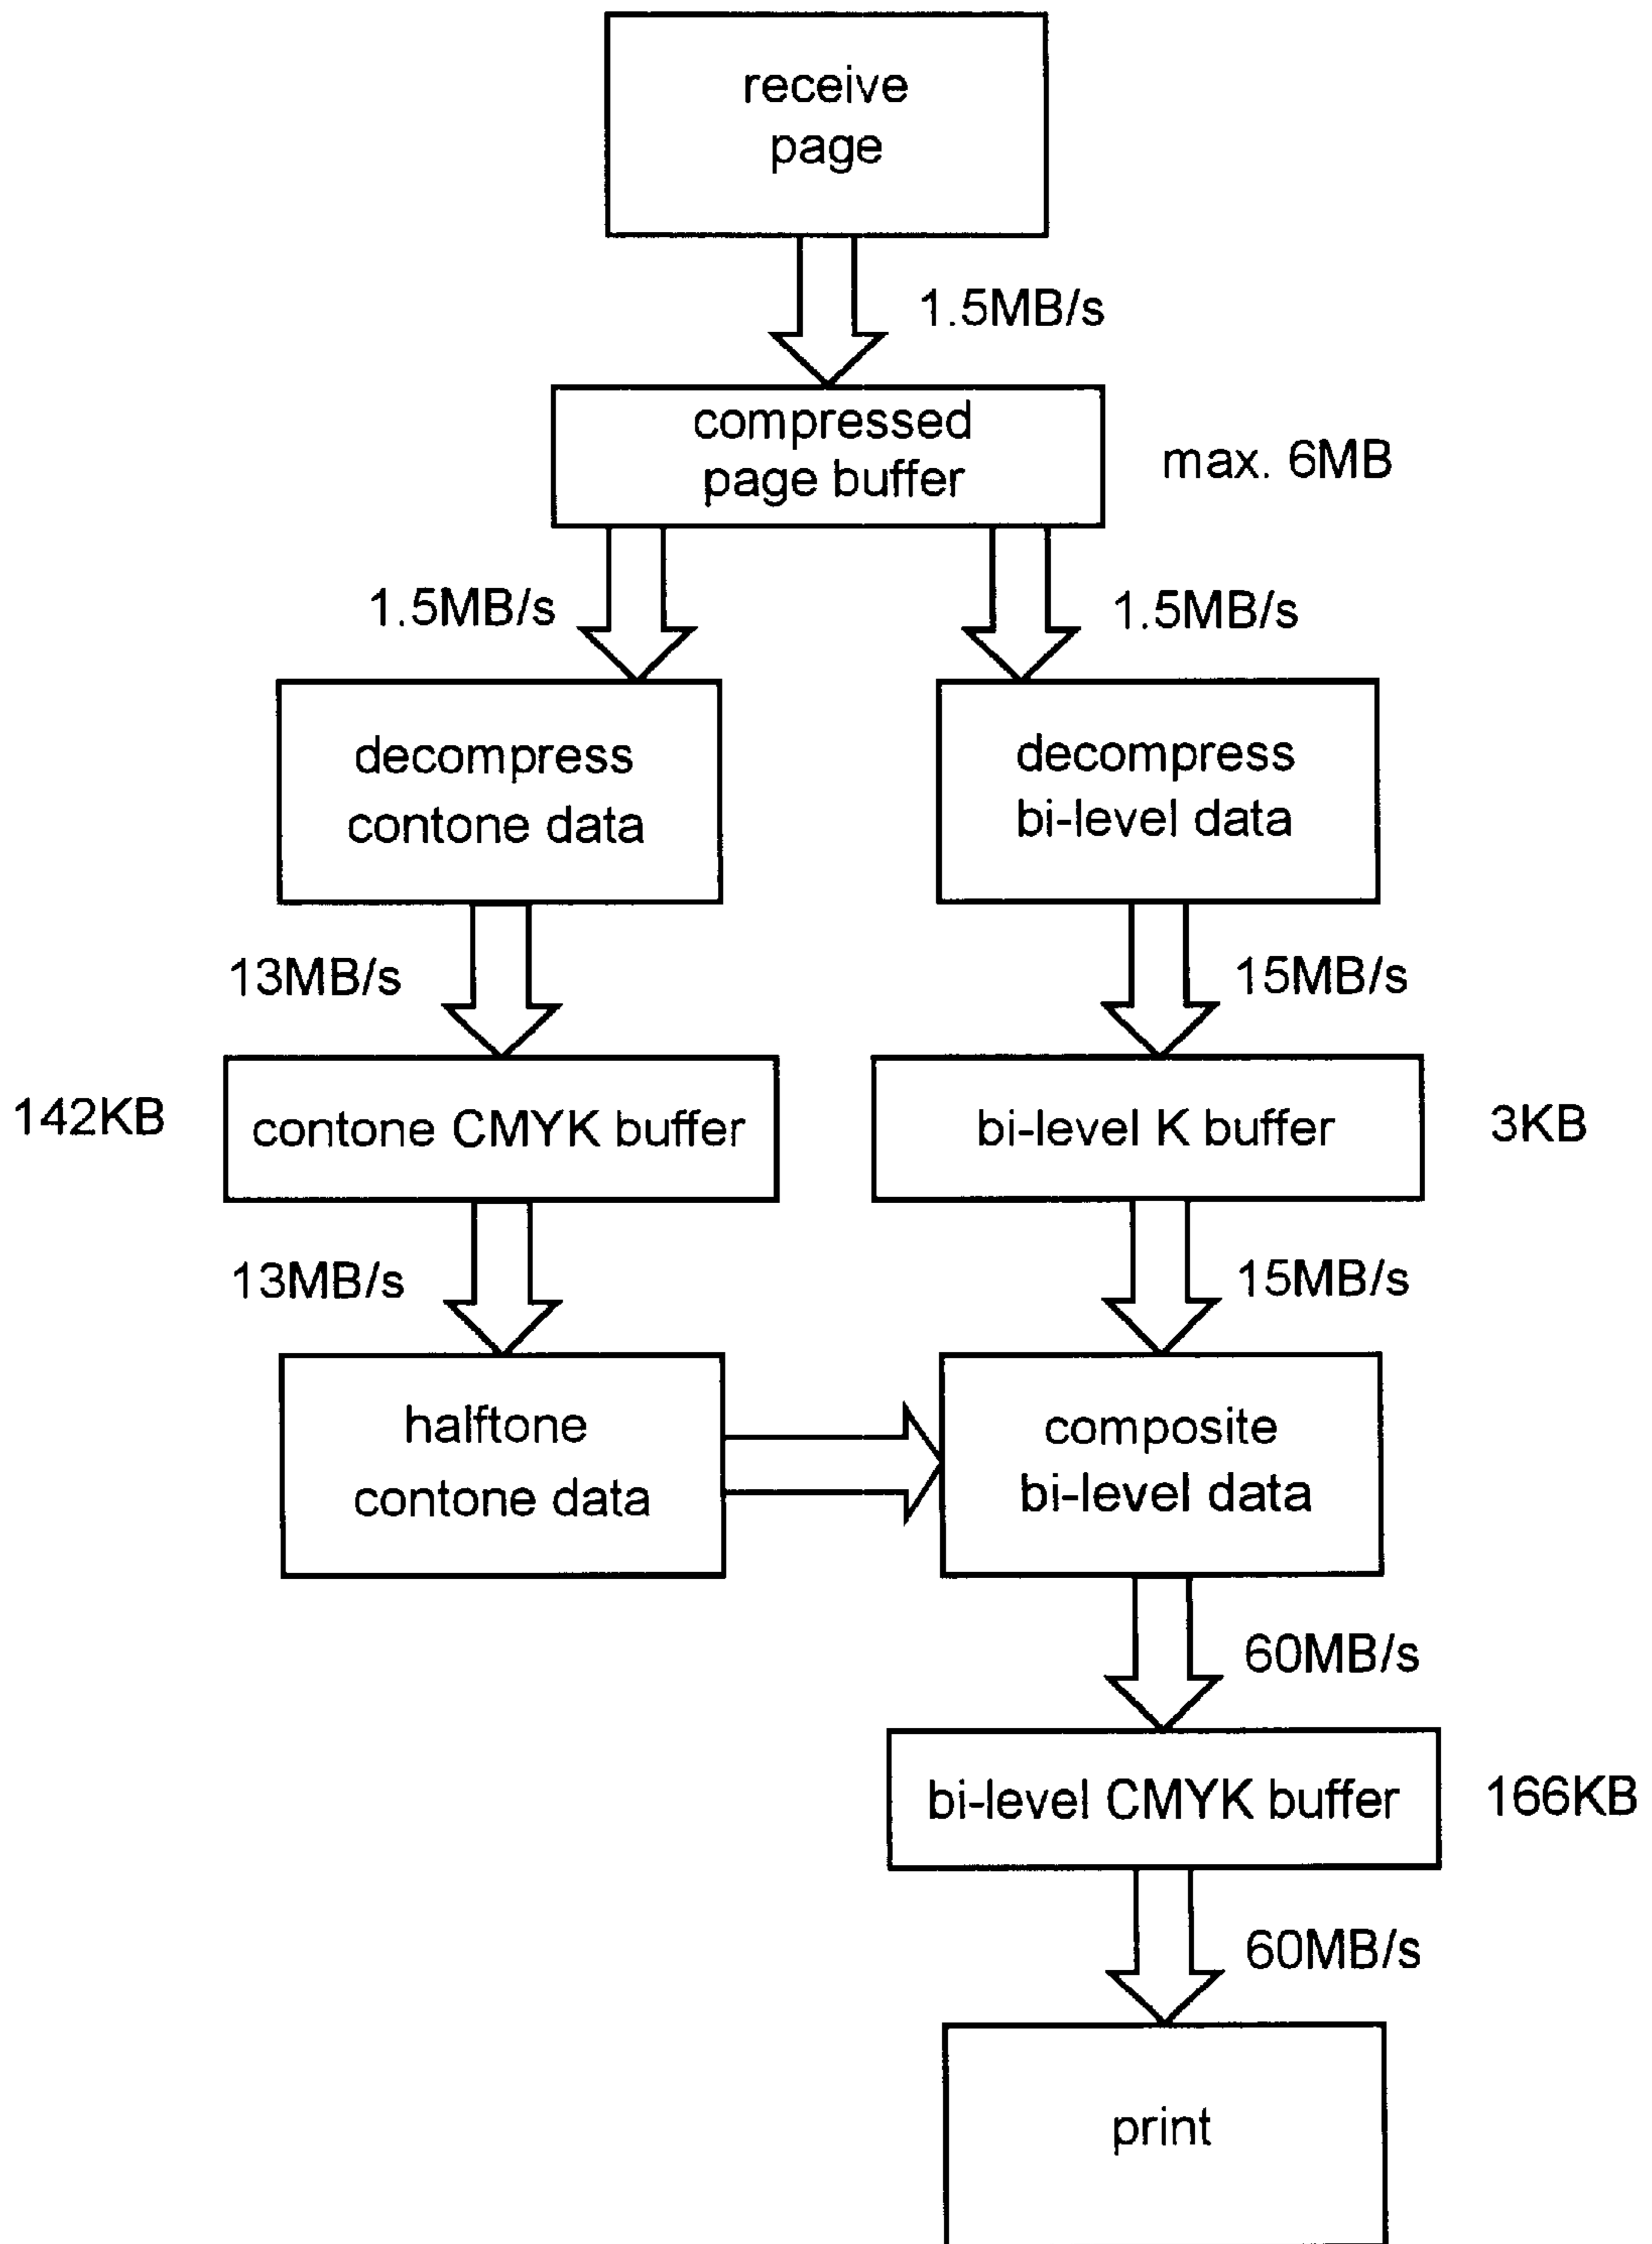 receive
page
1.5MB/s
compressed
page buffer
max. 6MB
1.5MB/s
1.5MB/s
decompress
contone data
decompress
bi-level data
13MB/s
15MB/s
142KB
contone CMYK buffer
bi-level K buffer
3KB
13MB/s
15MB/s
halftone
contone data
composite
bi-level data
60MB/s
bi-level CMYK buffer
166KB
60MB/s
print